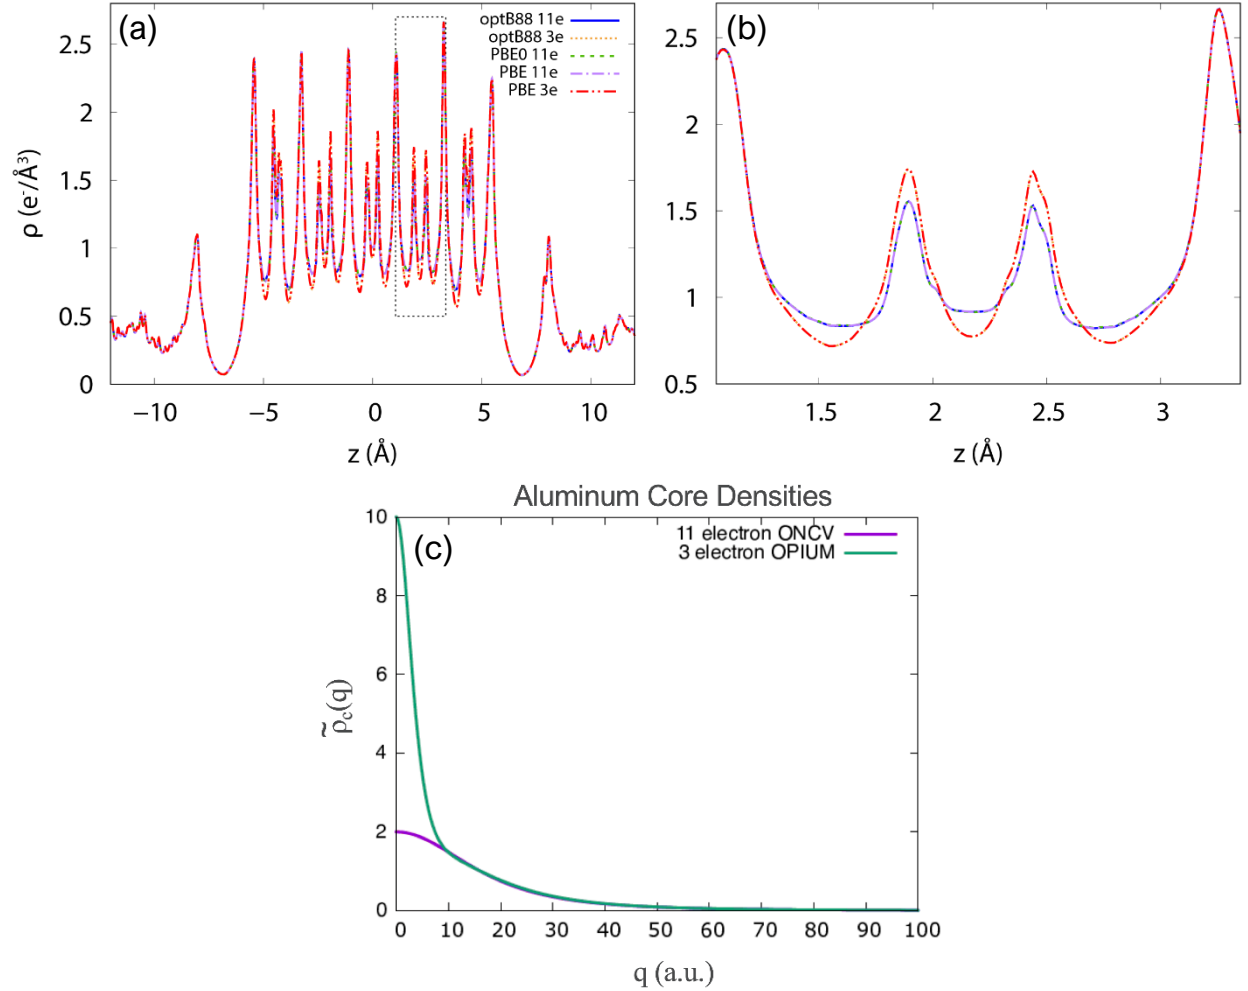 (a)
optB88 11e
optB88 3e
PBE0 11e
PBE 11e
PBE 3e
2.5
2
1.5
1
0.5
0
ρ (e⁻/Å³)
−10
−5
0
5
10
z (Å)
(b)
2.5
2
1.5
1
0.5
1.5
2
2.5
3
z (Å)
Aluminum Core Densities
(c)
11 electron ONCV
3 electron OPIUM
10
8
6
4
2
0
ρ̃c(q)
0
10
20
30
40
50
60
70
80
90
100
q (a.u.)